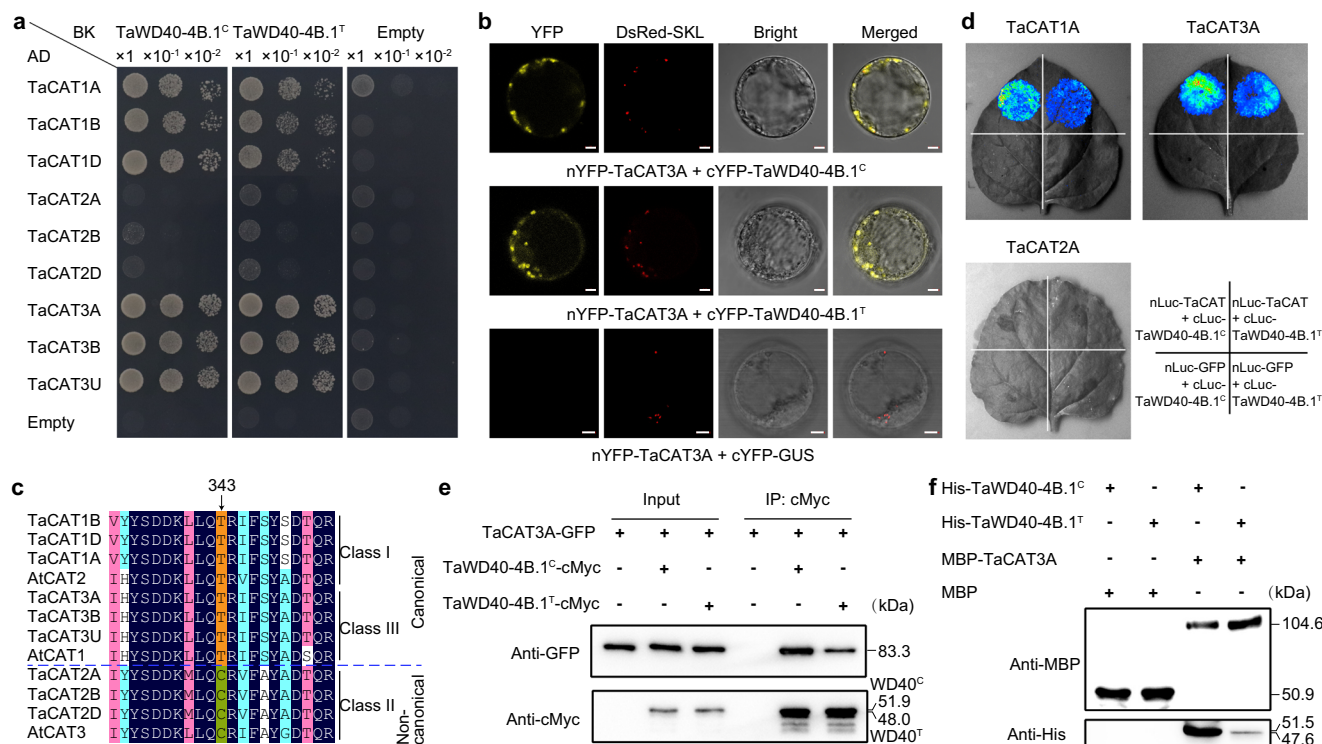 a
BK TaWD40-4B.1ᶜ TaWD40-4B.1ᵀ Empty
AD ×1 ×10⁻¹ ×10⁻² ×1 ×10⁻¹ ×10⁻² ×1 ×10⁻¹ ×10⁻²
TaCAT1A
TaCAT1B
TaCAT1D
TaCAT2A
TaCAT2B
TaCAT2D
TaCAT3A
TaCAT3B
TaCAT3U
Empty
b
YFP DsRed-SKL Bright Merged
nYFP-TaCAT3A + cYFP-TaWD40-4B.1ᶜ
nYFP-TaCAT3A + cYFP-TaWD40-4B.1ᵀ
nYFP-TaCAT3A + cYFP-GUS
c
343
TaCAT1B VYYSDDKLLQTRIFSYSDTQR
TaCAT1D VYYSDDKLLQTRIFSYSDTQR
TaCAT1A VYYSDDKLLQTRIFSYSDTQR
AtCAT2 IHYSDDKLLQTRVFSYADTQR
TaCAT3A IHYSDDKLLQTRIFSYADTQR
TaCAT3B IHYSDDKLLQTRIFSYADTQR
TaCAT3U IHYSDDKLLQTRIFSYADTQR
AtCAT1 IHYSDDKLLQTRIFSYADSQR
TaCAT2A IYYSDDKMLQCRVFAYADTQR
TaCAT2B IYYSDDKMLQCRVFAYADTQR
TaCAT2D IYYSDDKMLQCRVFAYADTQR
AtCAT3 IYYSDDKLLQCRVFAYGDTQR
Class I
Class III
Class II
Canonical
Non-
canonical
d
TaCAT1A TaCAT3A
TaCAT2A
nLuc-TaCAT nLuc-TaCAT
+ cLuc- + cLuc-
TaWD40-4B.1ᶜ TaWD40-4B.1ᵀ
nLuc-GFP nLuc-GFP
+ cLuc- + cLuc-
TaWD40-4B.1ᶜ TaWD40-4B.1ᵀ
e
Input IP: cMyc
TaCAT3A-GFP + + + + + +
TaWD40-4B.1ᶜ-cMyc - + - - + -
TaWD40-4B.1ᵀ-cMyc - - + - - + (kDa)
Anti-GFP 83.3
WD40ᶜ
Anti-cMyc 51.9
48.0
WD40ᵀ
f
His-TaWD40-4B.1ᶜ + - + -
His-TaWD40-4B.1ᵀ - + - +
MBP-TaCAT3A - - + +
MBP + + - - (kDa)
104.6
Anti-MBP
50.9
51.5
Anti-His 47.6